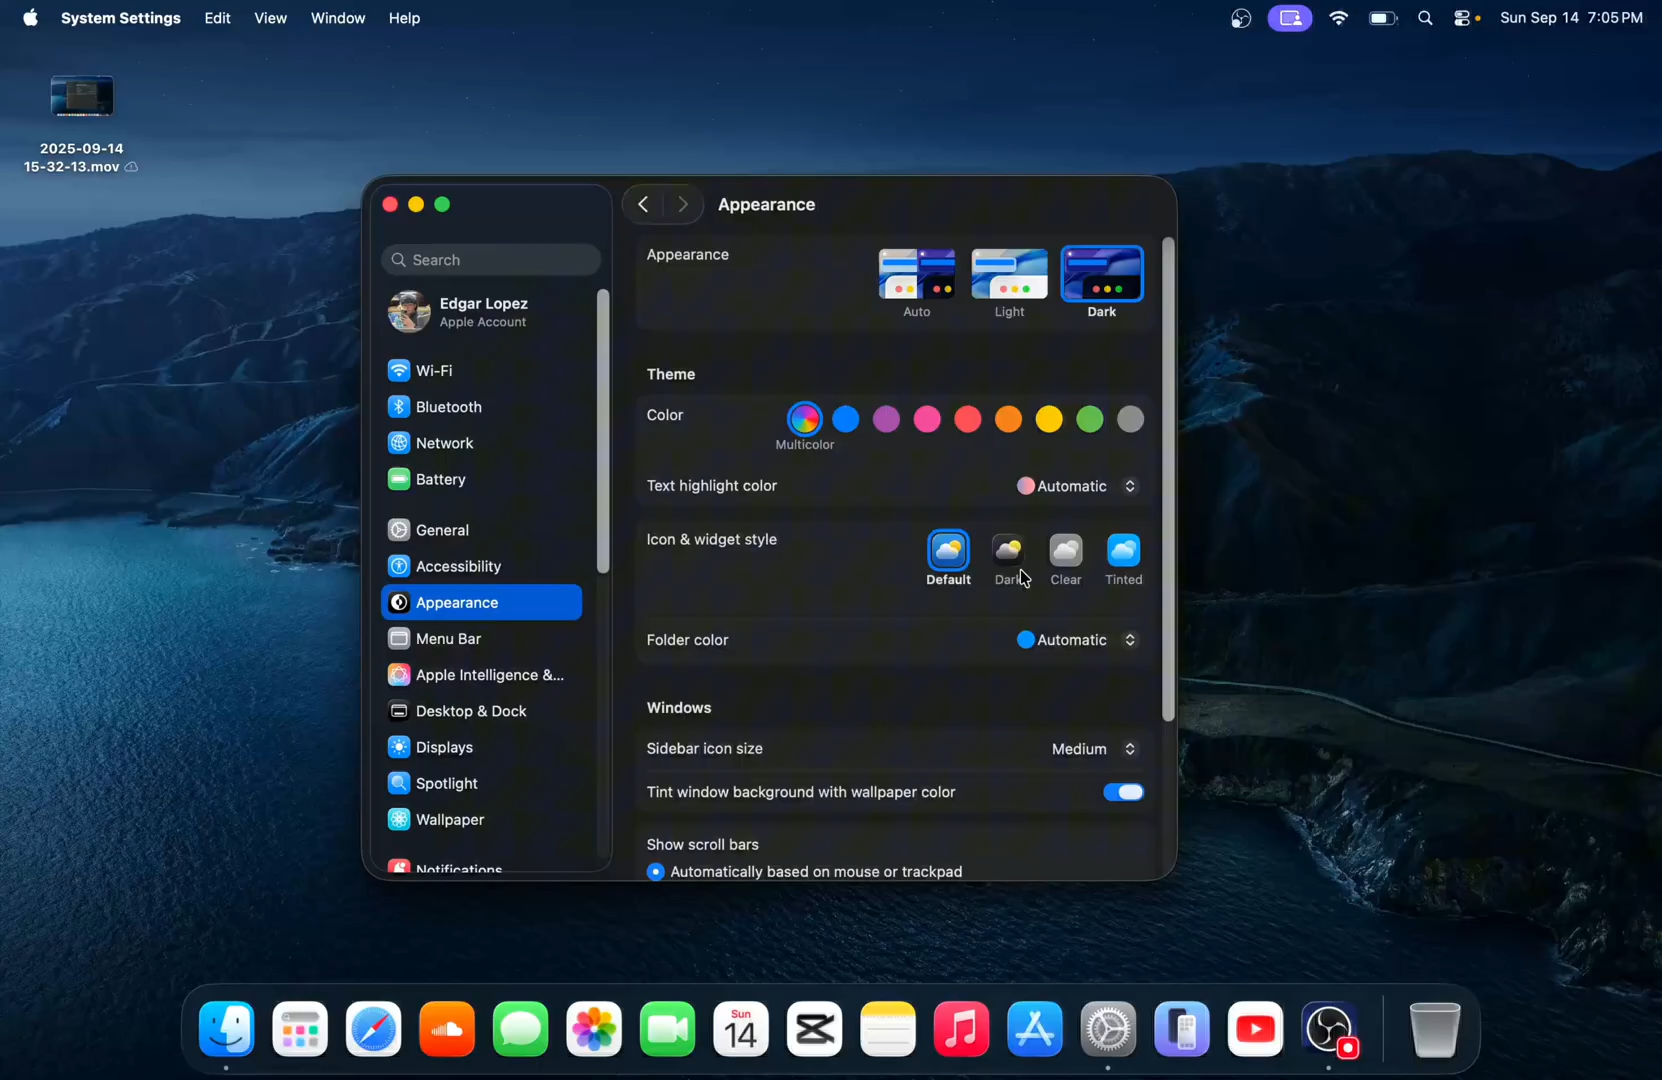 System Settings Edit View Window Help
Sun Sep 14 7:05 PM
2025-09-14
15-32-13.mov
Search
Edgar Lopez
Apple Account
Wi-Fi
Bluetooth
Network
Battery
General
Accessibility
Appearance
Menu Bar
Apple Intelligence &...
Desktop & Dock
Displays
Spotlight
Wallpaper
Notifications
Appearance
Appearance
Auto Light Dark
Theme
Color
Multicolor
Text highlight color Automatic
Icon & widget style
Default Dark Clear Tinted
Folder color Automatic
Windows
Sidebar icon size Medium
Tint window background with wallpaper color
Show scroll bars
Automatically based on mouse or trackpad
Sun
14